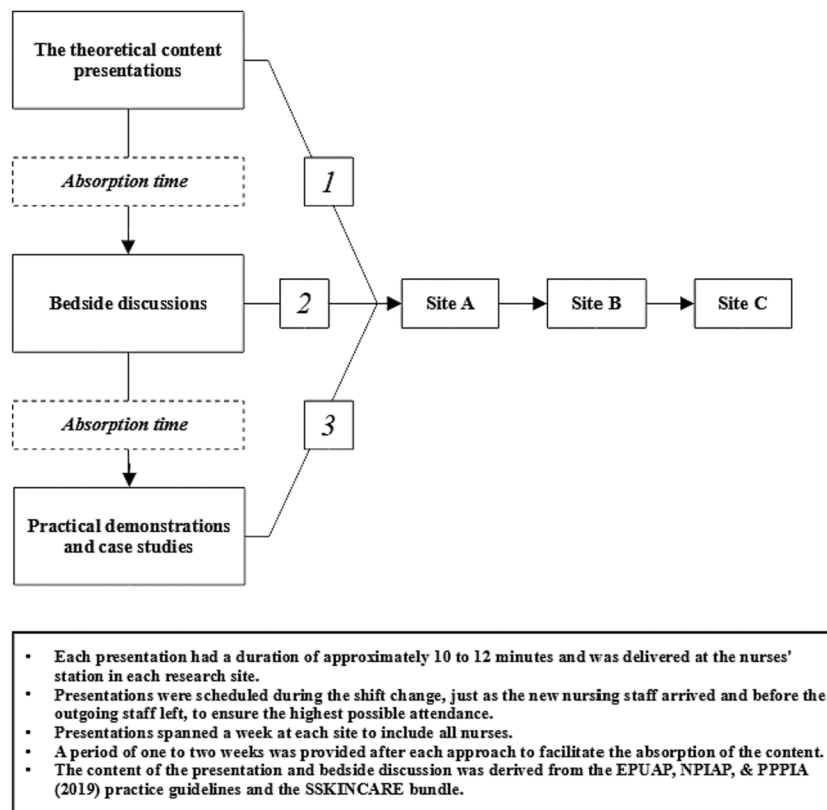 The theoretical content
presentations
1
Absorption time
Bedside discussions
2
Site A
Site B
Site C
Absorption time
3
Practical demonstrations
and case studies
• Each presentation had a duration of approximately 10 to 12 minutes and was delivered at the nurses'
station in each research site.
• Presentations were scheduled during the shift change, just as the new nursing staff arrived and before the
outgoing staff left, to ensure the highest possible attendance.
• Presentations spanned a week at each site to include all nurses.
• A period of one to two weeks was provided after each approach to facilitate the absorption of the content.
• The content of the presentation and bedside discussion was derived from the EPUAP, NPIAP, & PPPIA
(2019) practice guidelines and the SSKINCARE bundle.